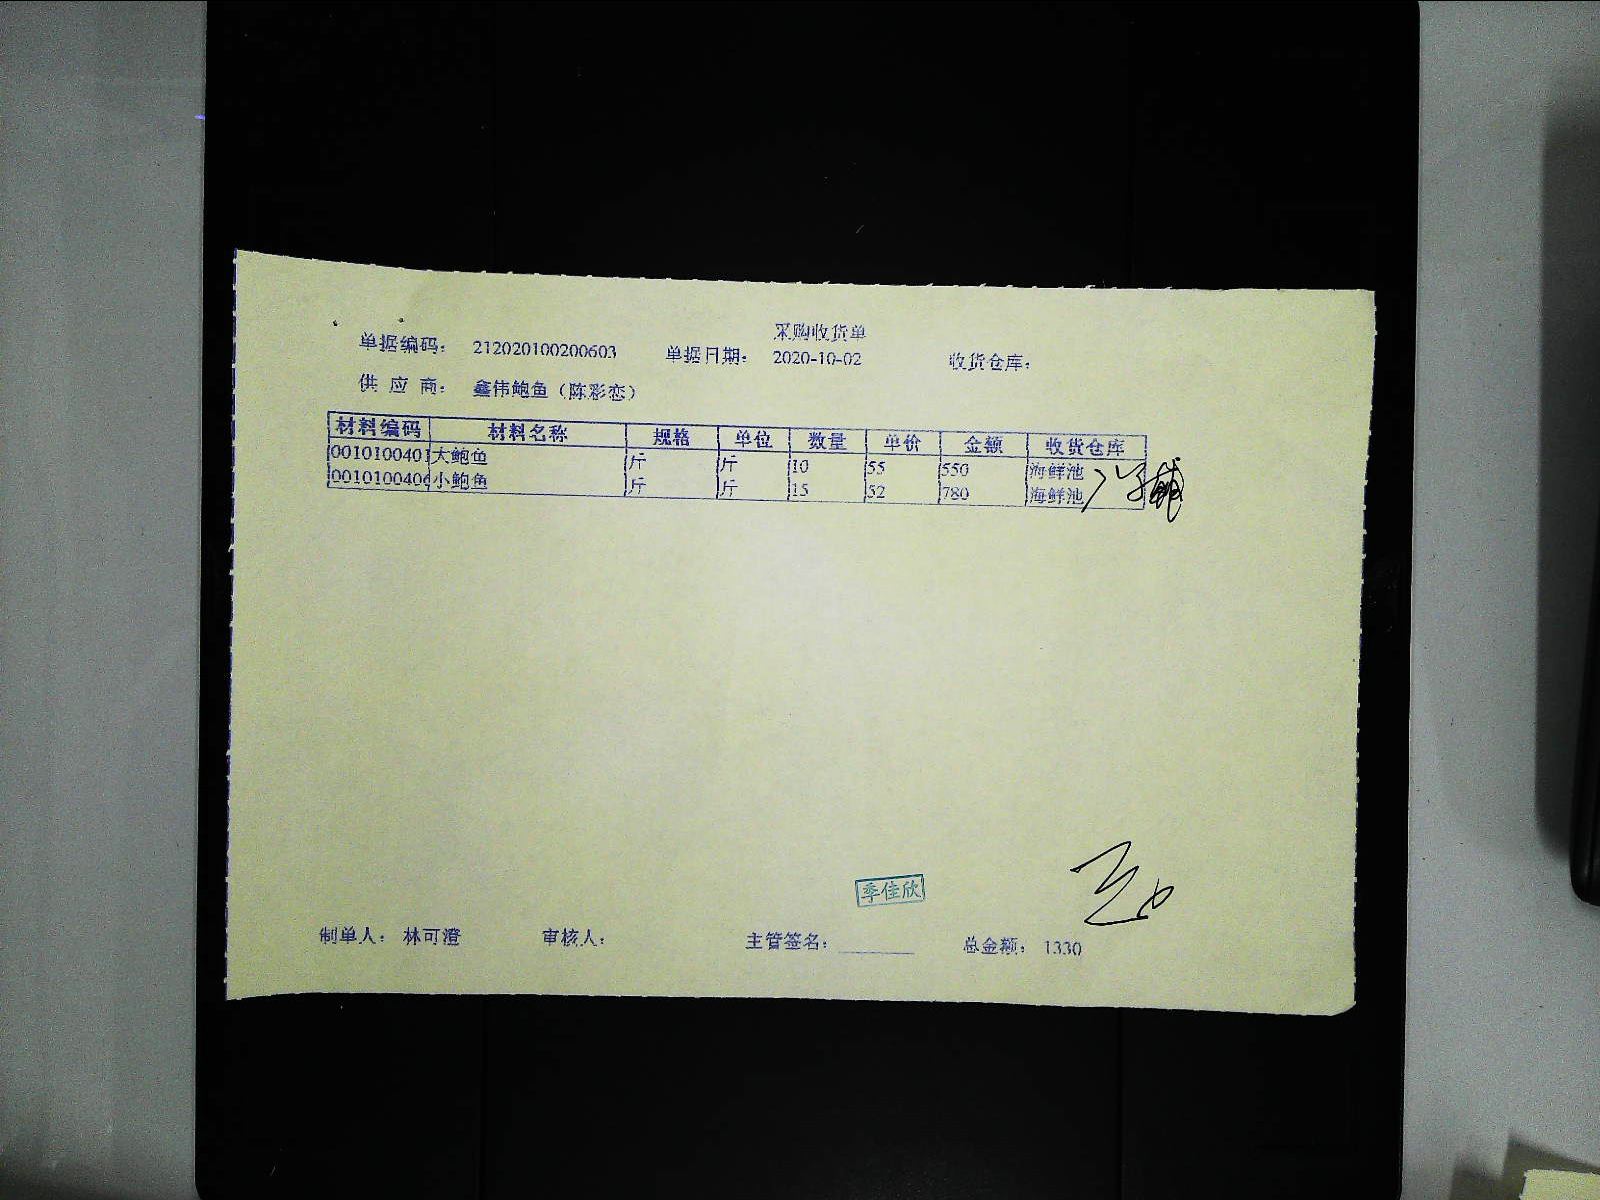 采购收货单
单据编码: 212020100200603 单据日期: 2020-10-02 收货仓库:
供 应 商: 鑫伟鲍鱼（陈彩恋）
材料编码 材料名称 规格 单位 数量 单价 金额 收货仓库
0010100401 大鲍鱼 斤 斤 10 55 550 海鲜池
001010040 小鲍鱼 斤 斤 15 52 780 海鲜池
季佳欣
制单人: 林可澄 审核人: 主管签名: 总金额: 1330